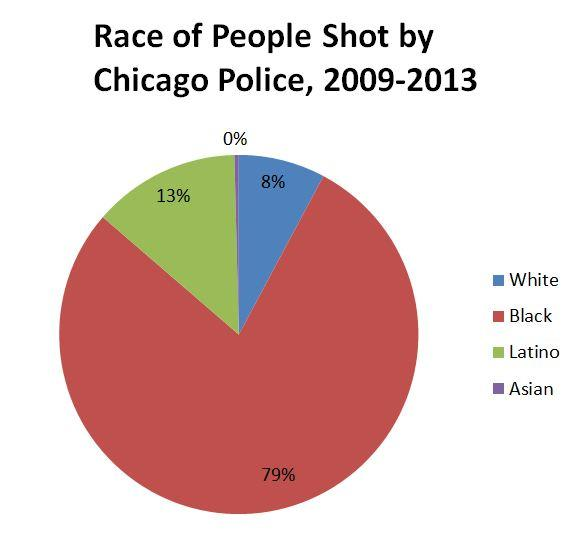 Race of People Shot by
Chicago Police, 2009-2013
0%
8%
13%
79%
White
Black
Latino
Asian